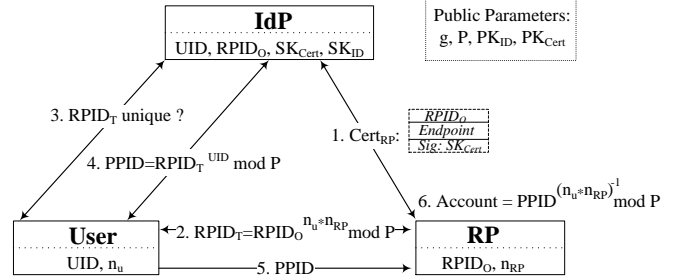 IdP
UID, RPID_O, SK_Cert, SK_ID
Public Parameters:
g, P, PK_ID, PK_Cert
3. RPID_T unique ?
1. Cert_RP:
RPID_O
Endpoint
Sig: SK_Cert
4. PPID=RPID_T^UID mod P
6. Account = PPID^(n_u*n_RP)^-1 mod P
User
UID, n_u
2. RPID_T=RPID_O^n_u*n_RP mod P
5. PPID
RP
RPID_O, n_RP